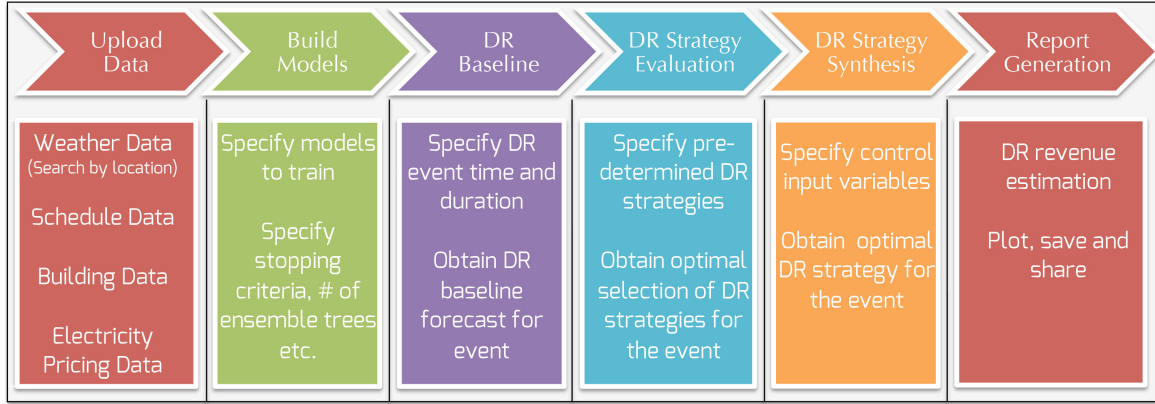 Upload
Data
Build
Models
DR
Baseline
DR Strategy
Evaluation
DR Strategy
Synthesis
Report
Generation
Weather Data
(Search by location)
Schedule Data
Building Data
Electricity
Pricing Data
Specify models
to train
Specify
stopping
criteria, # of
ensemble trees
etc.
Specify DR
event time and
duration
Obtain DR
baseline
forecast for
event
Specify pre-
determined DR
strategies
Obtain optimal
selection of DR
strategies for
the event
Specify control
input variables
Obtain optimal
DR strategy for
the event
DR revenue
estimation
Plot, save and
share